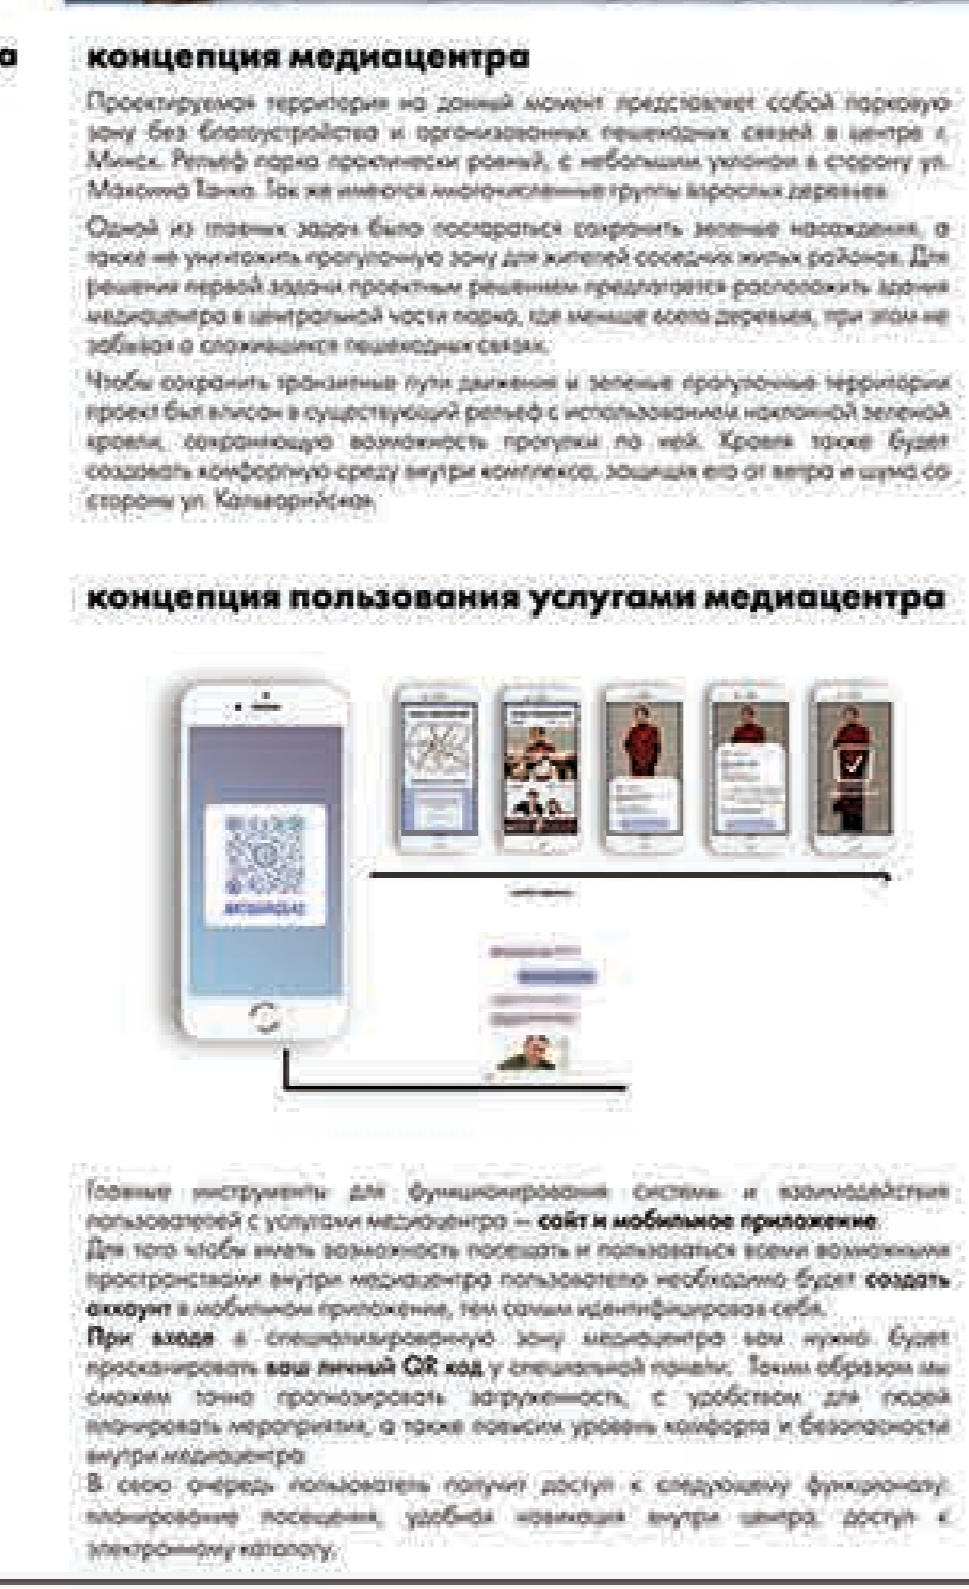 а
концепция медиацентра
Проектируемая территория на данный момент представляет собой парковую
зону без благоустройства и организованных пешеходных связей в центре г.
Минск. Рельеф парка практически ровный, с небольшим уклоном в сторону ул.
Максима Танка. Так же имеются многочисленные группы взрослых деревьев.
Одной из главных задач было постараться сохранить зеленые насаждения, а
также не уничтожить прогулочную зону для жителей соседних жилых районов. Для
решения первой задачи проектным решением предлагается расположить здания
медиацентра в центральной части парка, где меньше всего деревьев, при этом не
забывая о сложившихся пешеходных связях.
Чтобы сохранить транзитные пути движения и зеленые прогулочные территории
проект был вписан в существующий рельеф с использованием наклонной зеленой
кровли, сохраняющую возможность прогулки по ней. Кровля также будет
создавать комфортную среду внутри комплекса, защищая его от ветра и шума со
стороны ул. Кальварийская.
концепция пользования услугами медиацентра
Главные инструменты для функционирования системы и взаимодействия
пользователей с услугами медиацентра — сайт и мобильное приложение.
Для того чтобы иметь возможность посещать и пользоваться всеми возможными
пространствами внутри медиацентра пользователю необходимо будет создать
аккаунт в мобильном приложение, тем самым идентифицировав себя.
При входе в специализированную зону медиацентра вам нужно будет
просканировать ваш личный QR код у специальной панели. Таким образом мы
сможем точно прогнозировать загруженность, с удобством для людей
планировать мероприятия, а также повысим уровень комфорта и безопасности
внутри медиацентра.
В свою очередь пользователь получит доступ к следующему функционалу:
планирование посещения, удобная навигация внутри центра, доступ к
электронному каталогу.